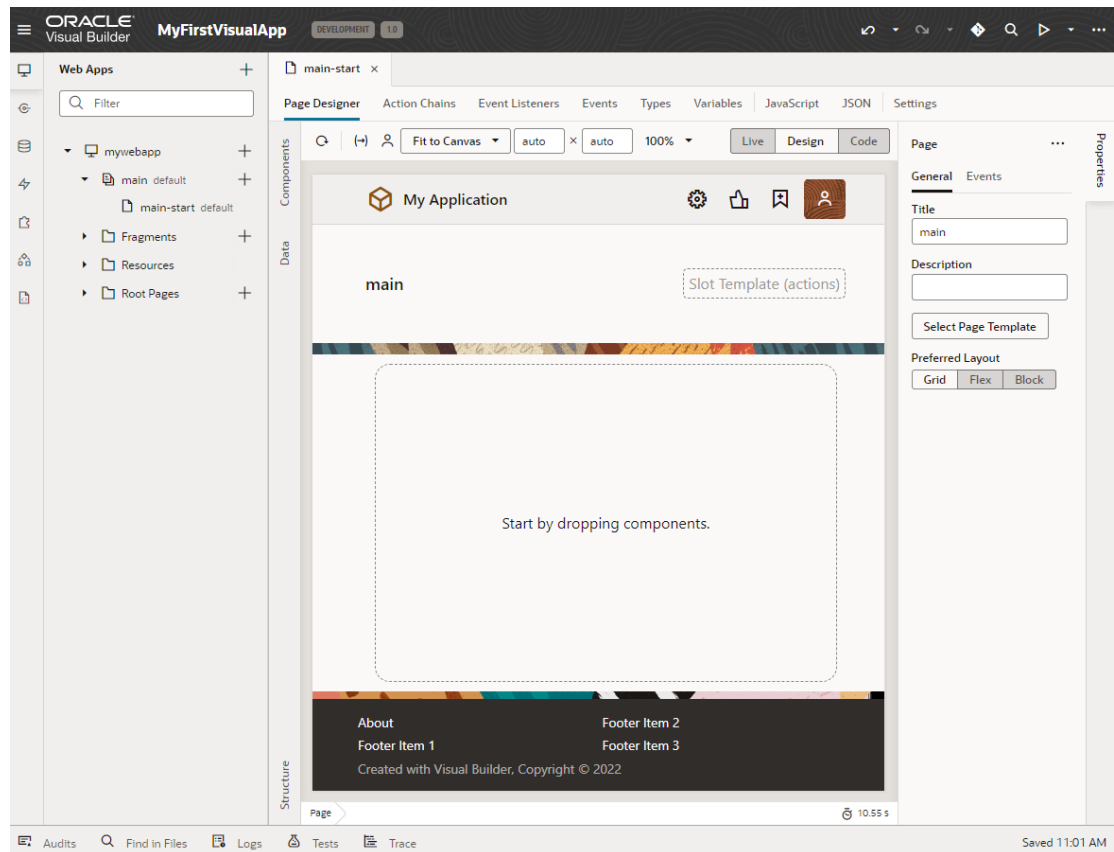 ORACLE
Visual Builder
MyFirstVisualApp
DEVELOPMENT
1.0
Web Apps
Filter
mywebapp
main default
main-start default
Fragments
Resources
Root Pages
main-start
Page Designer Action Chains Event Listeners Events Types Variables JavaScript JSON Settings
Components
Data
Structure
Fit to Canvas auto × auto 100% Live Design Code
My Application
main
Slot Template (actions)
Start by dropping components.
About Footer Item 2
Footer Item 1 Footer Item 3
Created with Visual Builder, Copyright © 2022
Page
10.55 s
Page
General Events
Title
main
Description
Select Page Template
Preferred Layout
Grid Flex Block
Properties
Audits Find in Files Logs Tests Trace Saved 11:01 AM